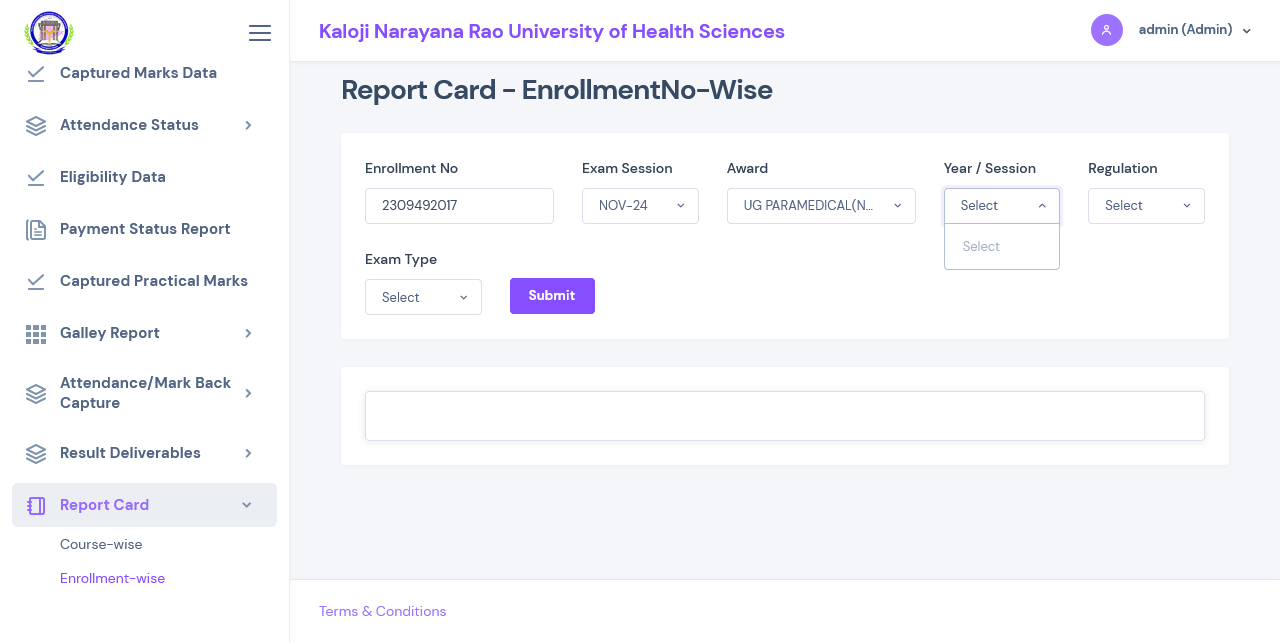 Kaloji Narayana Rao University of Health Sciences
admin (Admin)
Captured Marks Data
Attendance Status
Eligibility Data
Payment Status Report
Captured Practical Marks
Galley Report
Attendance/Mark Back
Capture
Result Deliverables
Report Card
Course-wise
Enrollment-wise
Report Card - EnrollmentNo-Wise
Enrollment No
Exam Session
Award
Year / Session
Regulation
2309492017
NOV-24
UG PARAMEDICAL(N...
Select
Select
Select
Exam Type
Select
Submit
Terms & Conditions